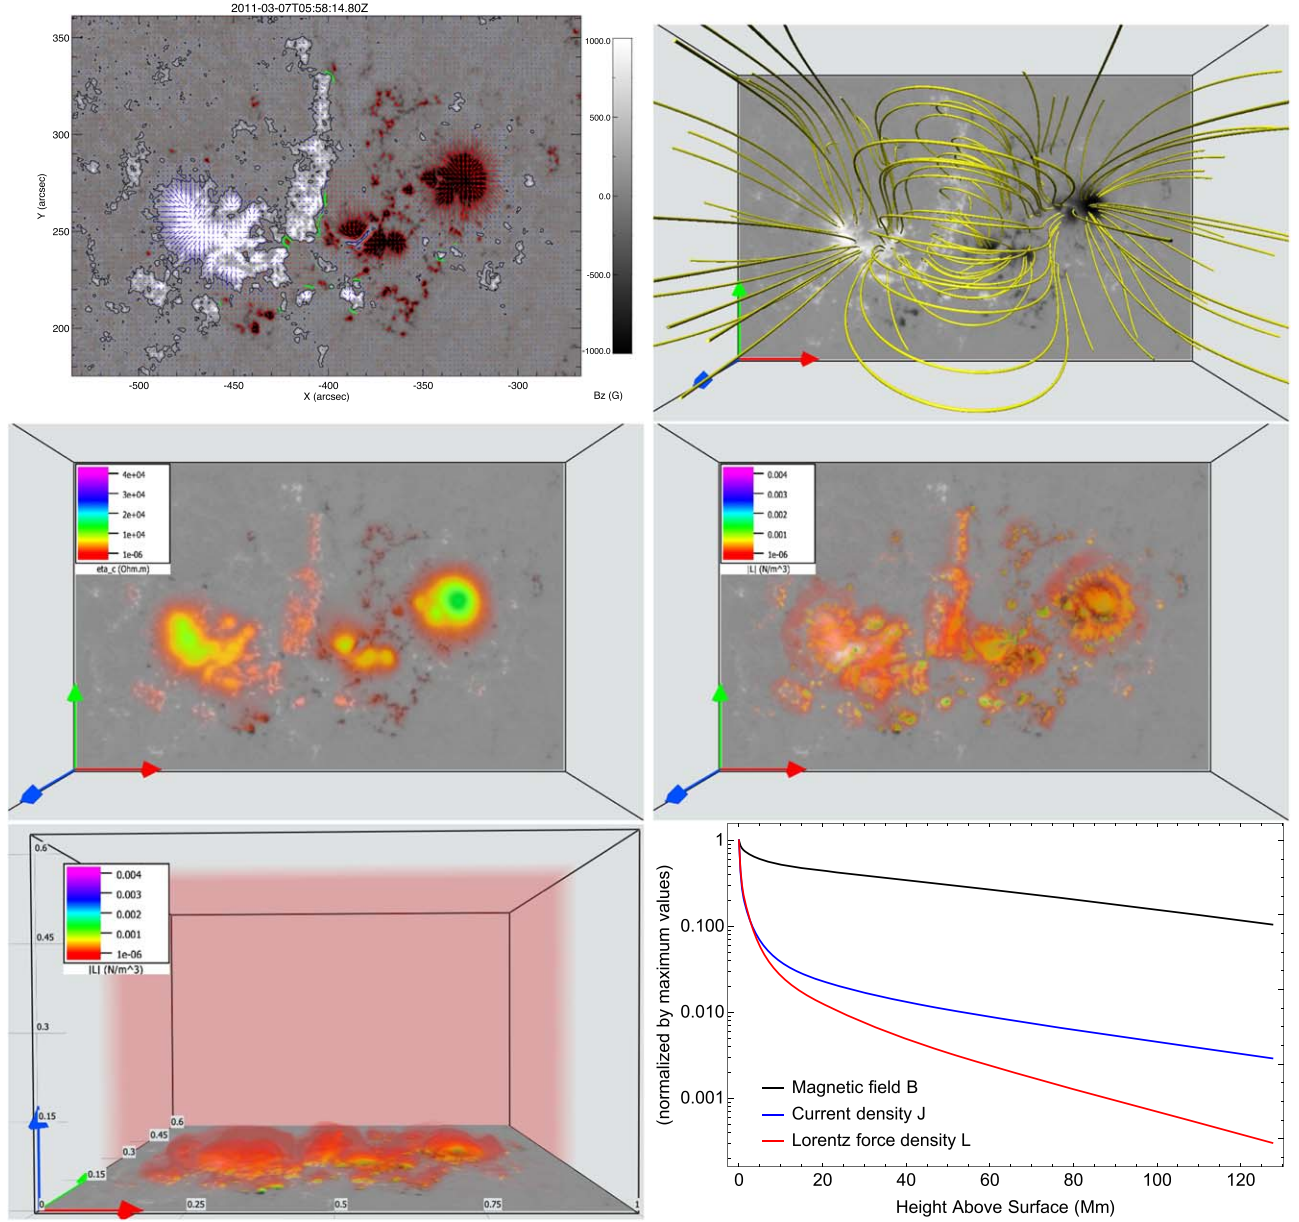 2011-03-07T05:58:14.80Z
350
300
250
200
Y (arcsec)
-500
-450
-400
-350
-300
X (arcsec)
1000.0
500.0
0.0
-500.0
-1000.0
Bz (G)
4e+04
3e+04
2e+04
1e+04
1e-06
eta_c (Ohm.m)
0.004
0.003
0.002
0.001
1e-06
|L| (N/m^3)
0.6
0.45
0.3
0.15
0
0.004
0.003
0.002
0.001
1e-06
|L| (N/m^3)
0.6
0.45
0.3
0.15
0.25
0.5
0.75
1
(normalized by maximum values)
1
0.100
0.010
0.001
Magnetic field B
Current density J
Lorentz force density L
0
20
40
60
80
100
120
Height Above Surface (Mm)